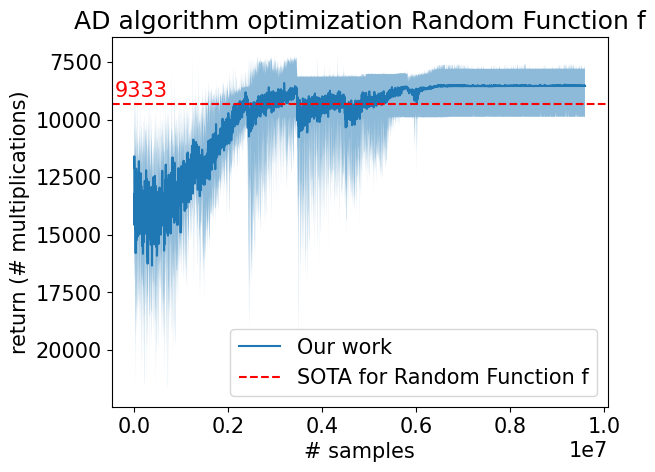 AD algorithm optimization Random Function f
return (# multiplications)
7500
9333
10000
12500
15000
17500
20000
Our work
SOTA for Random Function f
0.0 0.2 0.4 0.6 0.8 1.0
# samples
1e7